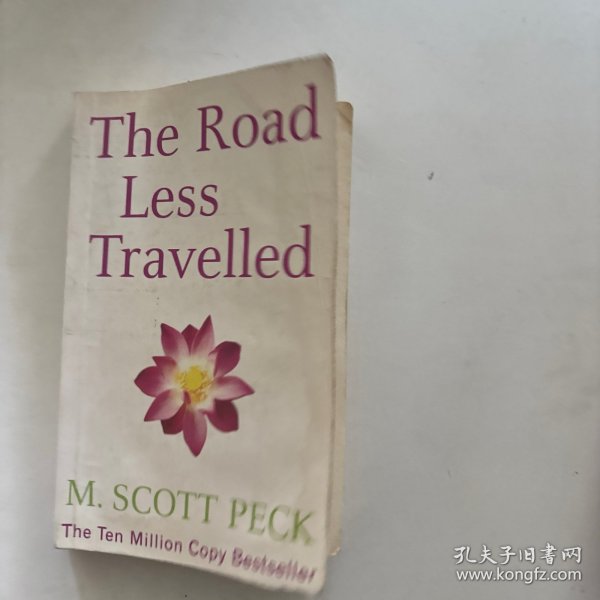 The Road
Less
Travelled
M. SCOTT PECK
The Ten Million Copy Bestseller
孔夫子旧书网
www.kongfz.com